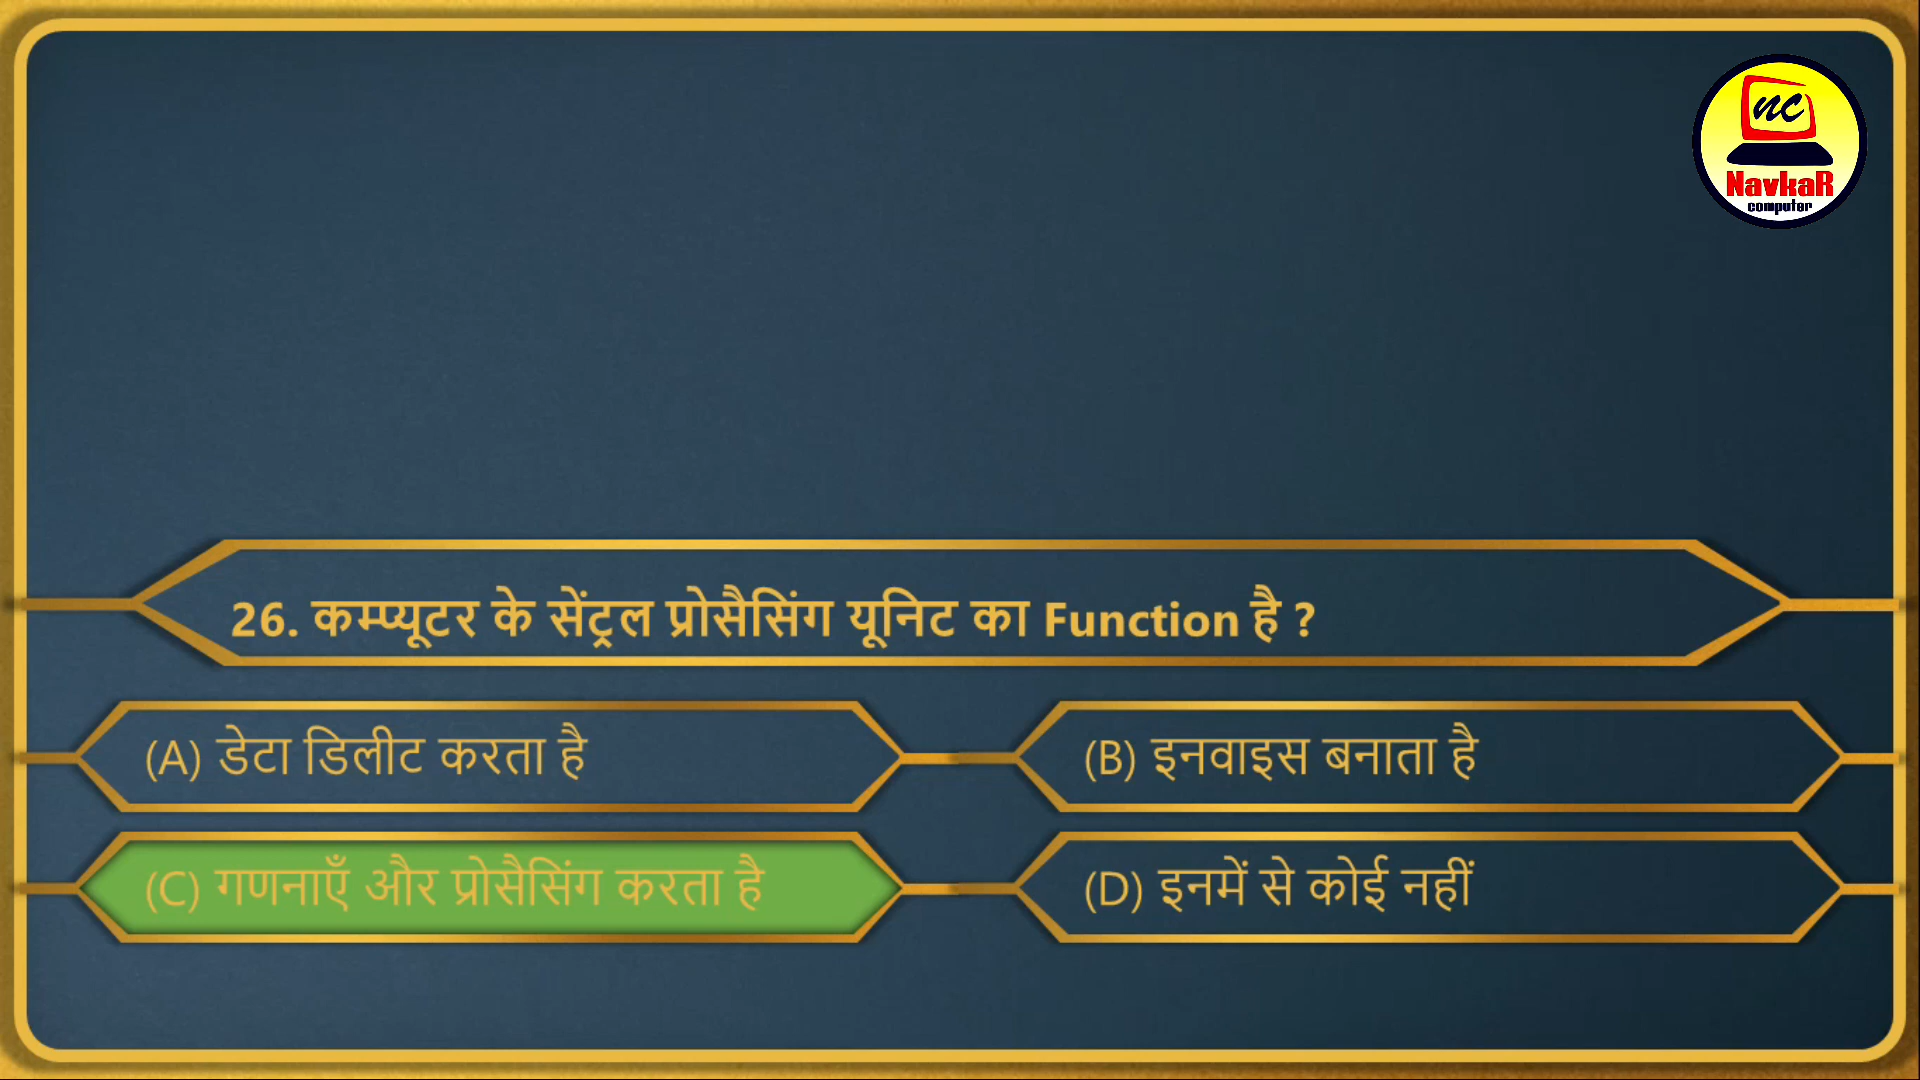 nc
NavkaR
computer
26. कम्प्यूटर के सेंट्रल प्रोसैसिंग यूनिट का Function है ?
(A) डेटा डिलीट करता है
(B) इनवाइस बनाता है
(C) गणनाएँ और प्रोसैसिंग करता है
(D) इनमें से कोई नहीं